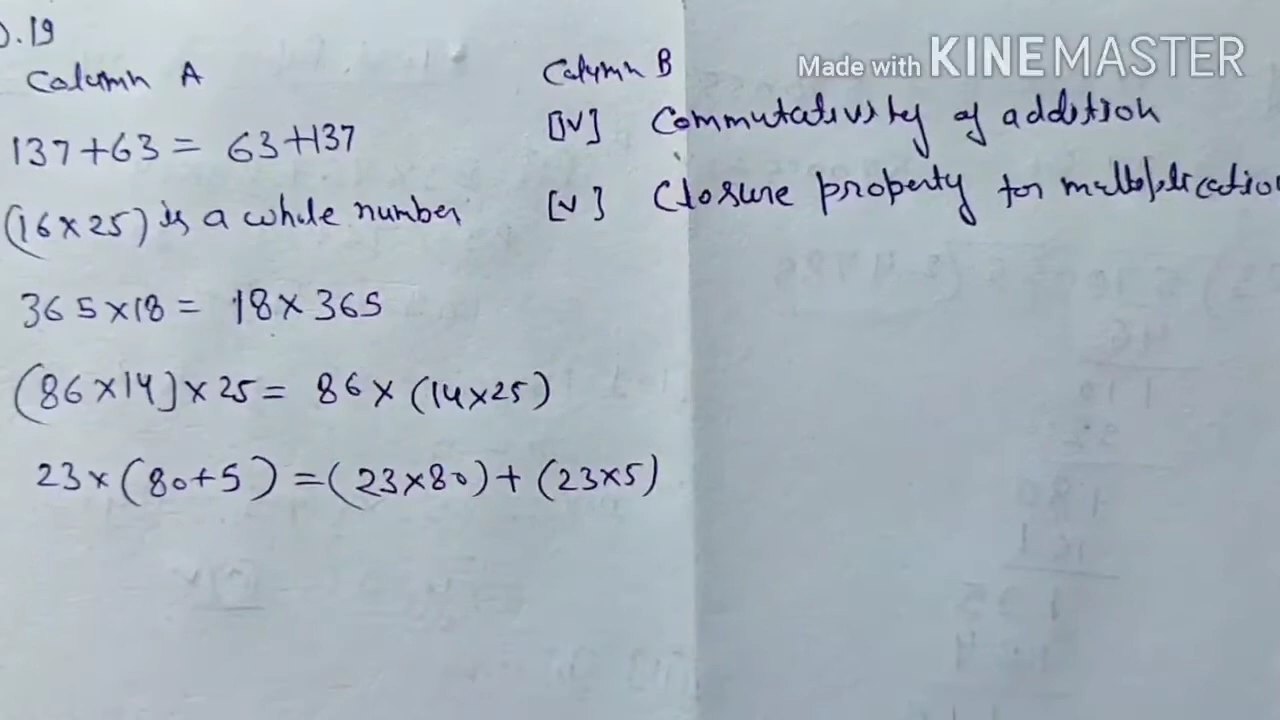 ).19
Column A Column B
Made with KINEMASTER
137+63 = 63+137 [IV] Commutativity of addition
(16×25) is a whole number [V] Closure property for multiplication
365×18 = 18×365
(86×14)×25 = 86×(14×25)
23×(80+5) = (23×80)+(23×5)